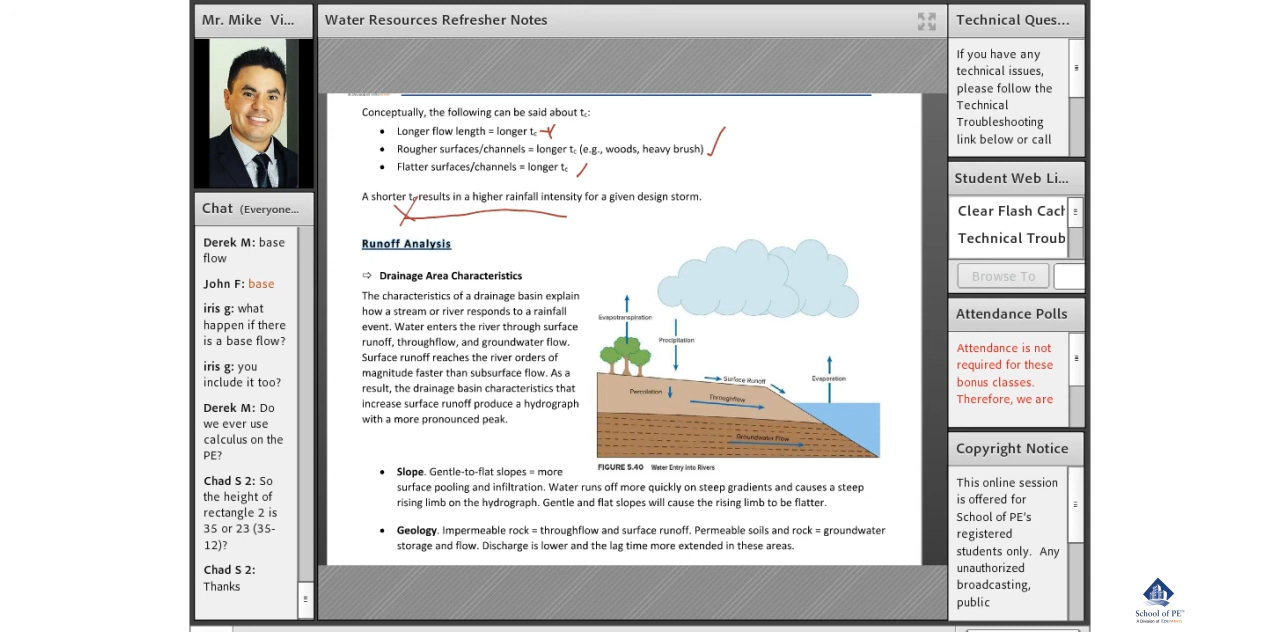 Mr. Mike Vi...
Water Resources Refresher Notes
Technical Ques...
If you have any
technical issues,
please follow the
Technical
Troubleshooting
link below or call
Student Web Li...
Clear Flash Cach
Technical Troub
Browse To
Attendance Polls
Attendance is not
required for these
bonus classes.
Therefore, we are
Copyright Notice
This online session
is offered for
School of PE's
registered
students only. Any
unauthorized
broadcasting,
public
Chat (Everyone...
Derek M: base
flow
John F: base
iris g: what
happen if there
is a base flow?
iris g: you
include it too?
Derek M: Do
we ever use
calculus on the
PE?
Chad S 2: So
the height of
rectangle 2 is
35 or 23 (35-
12)?
Chad S 2:
Thanks
Conceptually, the following can be said about tc:
• Longer flow length = longer tc
• Rougher surfaces/channels = longer tc (e.g., woods, heavy brush)
• Flatter surfaces/channels = longer tc
A shorter tc results in a higher rainfall intensity for a given design storm.
Runoff Analysis
⇨ Drainage Area Characteristics
The characteristics of a drainage basin explain
how a stream or river responds to a rainfall
event. Water enters the river through surface
runoff, throughflow, and groundwater flow.
Surface runoff reaches the river orders of
magnitude faster than subsurface flow. As a
result, the drainage basin characteristics that
increase surface runoff produce a hydrograph
with a more pronounced peak.
Evapotranspiration
Precipitation
Surface Runoff
Evaporation
Percolation
Throughflow
Groundwater Flow
FIGURE 5.40 Water Entry into Rivers
• Slope. Gentle-to-flat slopes = more
surface pooling and infiltration. Water runs off more quickly on steep gradients and causes a steep
rising limb on the hydrograph. Gentle and flat slopes will cause the rising limb to be flatter.
• Geology. Impermeable rock = throughflow and surface runoff. Permeable soils and rock = groundwater
storage and flow. Discharge is lower and the lag time more extended in these areas.
School of PE